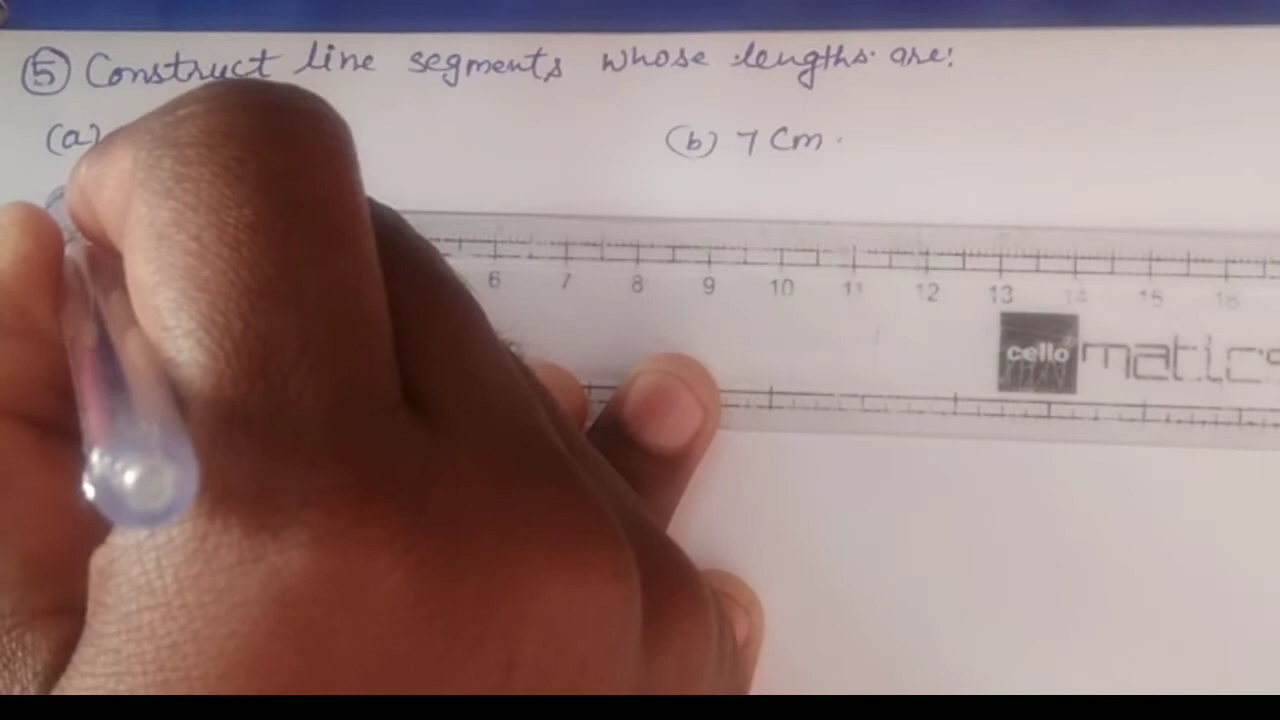 ⑤ Construct line segments whose lengths are:
(a) (b) 7 Cm.
6 7 8 9 10 11 12 13 14 15 16
cello matics